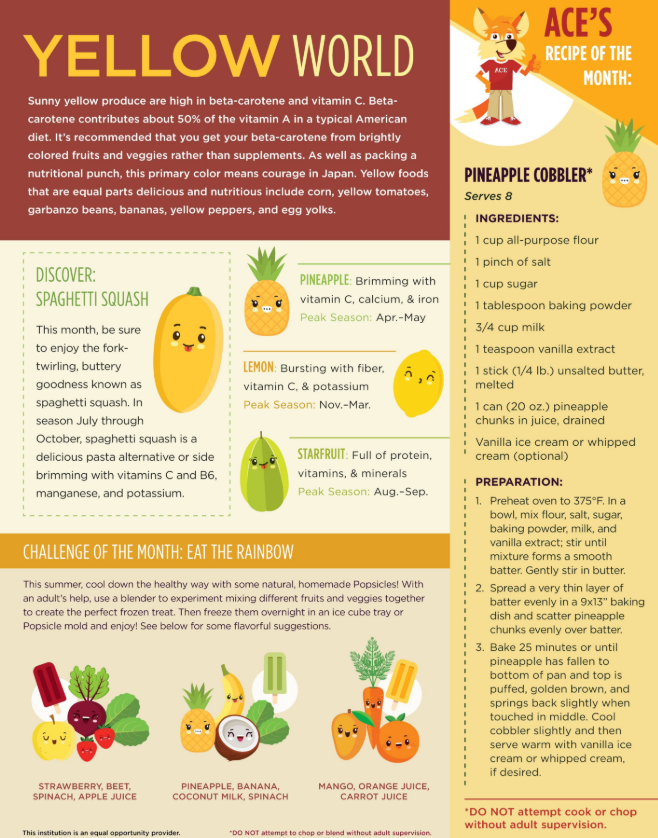 YELLOW WORLD
Sunny yellow produce are high in beta-carotene and vitamin C. Beta-
carotene contributes about 50% of the vitamin A in a typical American
diet. It's recommended that you get your beta-carotene from brightly
colored fruits and veggies rather than supplements. As well as packing a
nutritional punch, this primary color means courage in Japan. Yellow foods
that are equal parts delicious and nutritious include corn, yellow tomatoes,
garbanzo beans, bananas, yellow peppers, and egg yolks.
DISCOVER:
SPAGHETTI SQUASH
This month, be sure
to enjoy the fork-
twirling, buttery
goodness known as
spaghetti squash. In
season July through
October, spaghetti squash is a
delicious pasta alternative or side
brimming with vitamins C and B6,
manganese, and potassium.
PINEAPPLE: Brimming with
vitamin C, calcium, & iron
Peak Season: Apr.–May
LEMON: Bursting with fiber,
vitamin C, & potassium
Peak Season: Nov.–Mar.
STARFRUIT: Full of protein,
vitamins, & minerals
Peak Season: Aug.–Sep.
CHALLENGE OF THE MONTH: EAT THE RAINBOW
This summer, cool down the healthy way with some natural, homemade Popsicles! With
an adult's help, use a blender to experiment mixing different fruits and veggies together
to create the perfect frozen treat. Then freeze them overnight in an ice cube tray or
Popsicle mold and enjoy! See below for some flavorful suggestions.
STRAWBERRY, BEET,
SPINACH, APPLE JUICE
PINEAPPLE, BANANA,
COCONUT MILK, SPINACH
MANGO, ORANGE JUICE,
CARROT JUICE
This institution is an equal opportunity provider.
*DO NOT attempt to chop or blend without adult supervision.
ACE'S
RECIPE OF THE
MONTH:
ACE
PINEAPPLE COBBLER*
Serves 8
INGREDIENTS:
1 cup all-purpose flour
1 pinch of salt
1 cup sugar
1 tablespoon baking powder
3/4 cup milk
1 teaspoon vanilla extract
1 stick (1/4 lb.) unsalted butter,
melted
1 can (20 oz.) pineapple
chunks in juice, drained
Vanilla ice cream or whipped
cream (optional)
PREPARATION:
1. Preheat oven to 375°F. In a
bowl, mix flour, salt, sugar,
baking powder, milk, and
vanilla extract; stir until
mixture forms a smooth
batter. Gently stir in butter.
2. Spread a very thin layer of
batter evenly in a 9x13" baking
dish and scatter pineapple
chunks evenly over batter.
3. Bake 25 minutes or until
pineapple has fallen to
bottom of pan and top is
puffed, golden brown, and
springs back slightly when
touched in middle. Cool
cobbler slightly and then
serve warm with vanilla ice
cream or whipped cream,
if desired.
*DO NOT attempt cook or chop
without adult supervision.